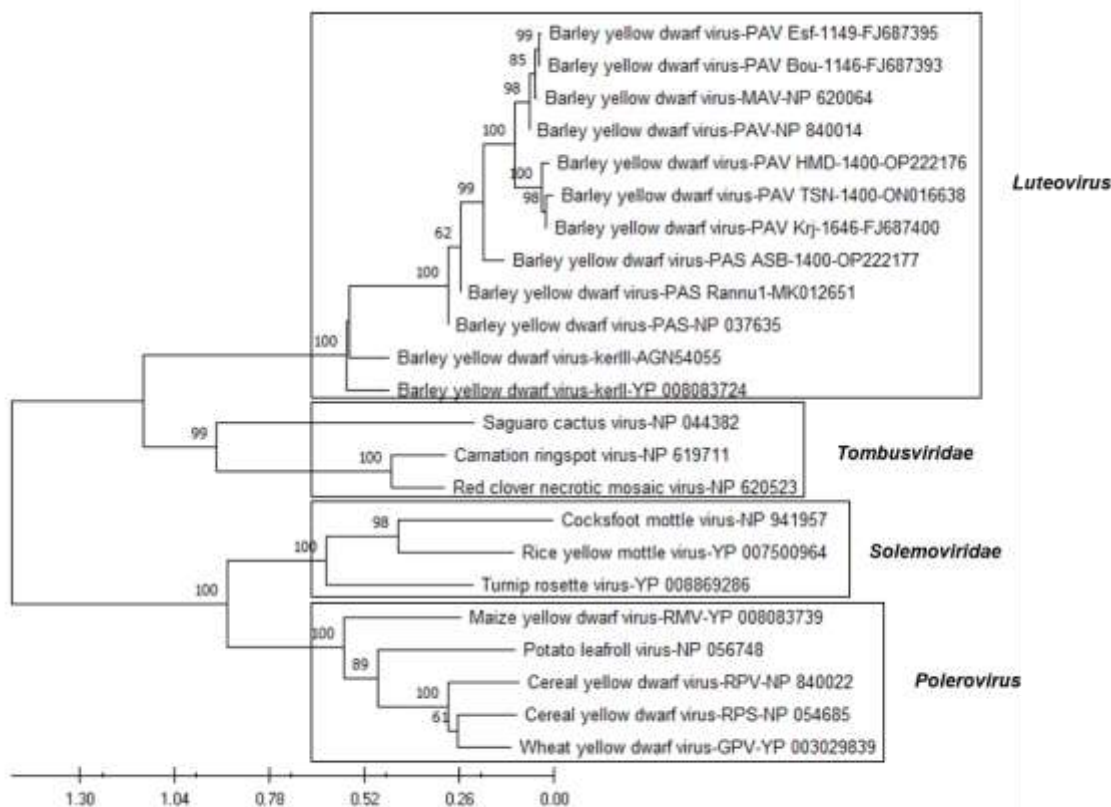 99
Barley yellow dwarf virus-PAV Esf-1149-FJ687395
85
Barley yellow dwarf virus-PAV Bou-1146-FJ687393
98
Barley yellow dwarf virus-MAV-NP 620064
100
Barley yellow dwarf virus-PAV-NP 840014
Barley yellow dwarf virus-PAV HMD-1400-OP222176
100
Luteovirus
99
98
Barley yellow dwarf virus-PAV TSN-1400-ON016638
Barley yellow dwarf virus-PAV Krj-1646-FJ687400
62
Barley yellow dwarf virus-PAS ASB-1400-OP222177
100
Barley yellow dwarf virus-PAS Rannu1-MK012651
Barley yellow dwarf virus-PAS-NP 037635
100
Barley yellow dwarf virus-kerIII-AGN54055
Barley yellow dwarf virus-kerII-YP 008083724
Saguaro cactus virus-NP 044382
99
100
Carnation ringspot virus-NP 619711
Tombusviridae
Red clover necrotic mosaic virus-NP 620523
98
Cocksfoot mottle virus-NP 941957
100
Rice yellow mottle virus-YP 007500964
Solemoviridae
100
Turnip rosette virus-YP 008869286
Maize yellow dwarf virus-RMV-YP 008083739
100
89
Potato leafroll virus-NP 056748
100
Cereal yellow dwarf virus-RPV-NP 840022
Polerovirus
61
Cereal yellow dwarf virus-RPS-NP 054685
Wheat yellow dwarf virus-GPV-YP 003029839
1.30 1.04 0.78 0.52 0.26 0.00